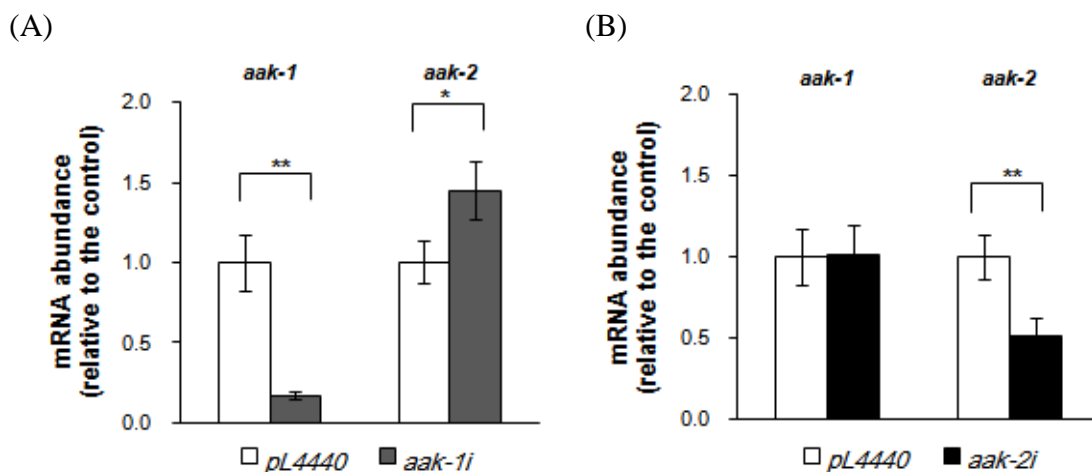 (A)
aak-1 aak-2
mRNA abundance
(relative to the control)
2.0
1.5
1.0
0.5
0.0
**
*
pL4440 aak-1i
(B)
aak-1 aak-2
mRNA abundance
(relative to the control)
2.0
1.5
1.0
0.5
0.0
**
pL4440 aak-2i